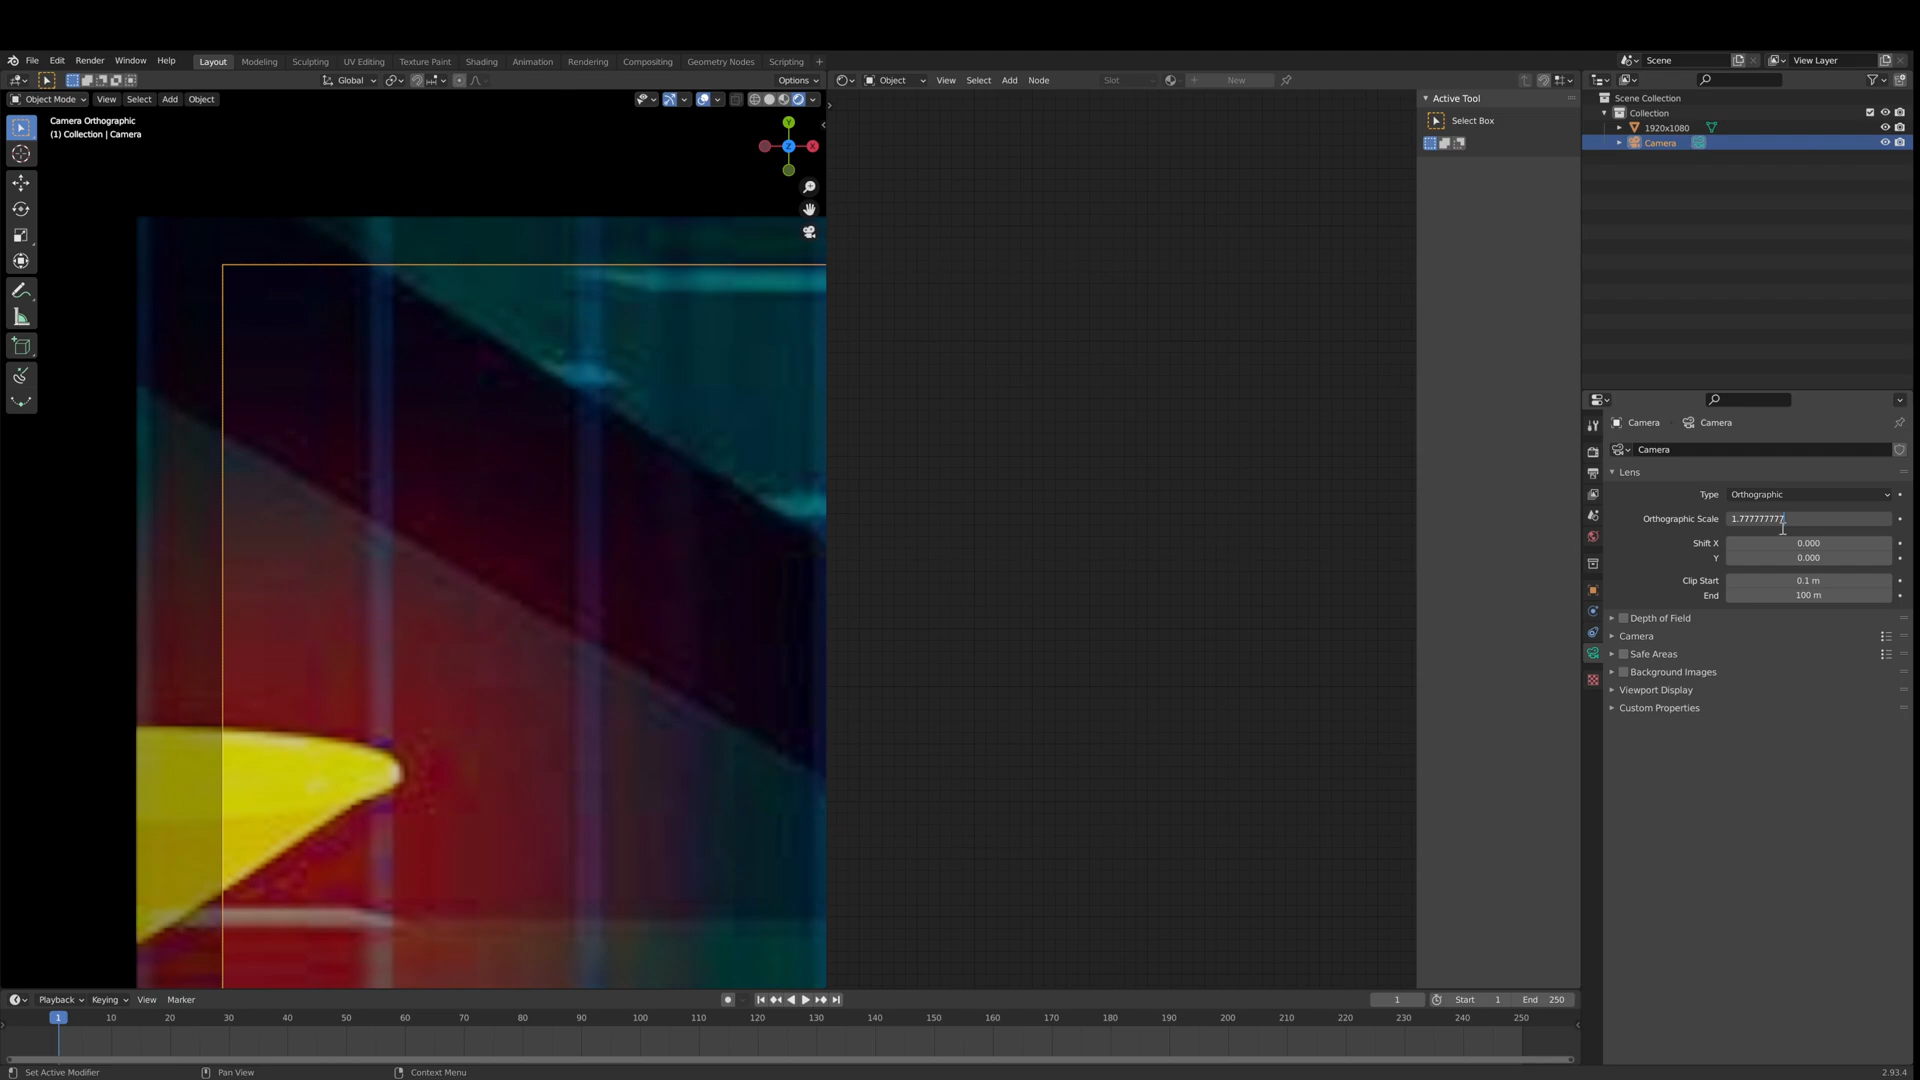 File Edit Render Window Help Layout Modeling Sculpting UV Editing Texture Paint Shading Animation Rendering Compositing Geometry Nodes Scripting + Scene View Layer
Global Options Object View Select Add Node Slot New
Object Mode View Select Add Object Active Tool Scene Collection
Camera Orthographic Select Box Collection
(1) Collection | Camera 1920x1080
Y
Z X
Camera
Camera Camera
Camera
Lens
Type Orthographic
Orthographic Scale 1.777777777
Shift X 0.000
Y 0.000
Clip Start 0.1 m
End 100 m
Depth of Field
Camera
Safe Areas
Background Images
Viewport Display
Custom Properties
Playback Keying View Marker 1 Start 1 End 250
1 10 20 30 40 50 60 70 80 90 100 110 120 130 140 150 160 170 180 190 200 210 220 230 240 250
Set Active Modifier Pan View Context Menu 2.93.4